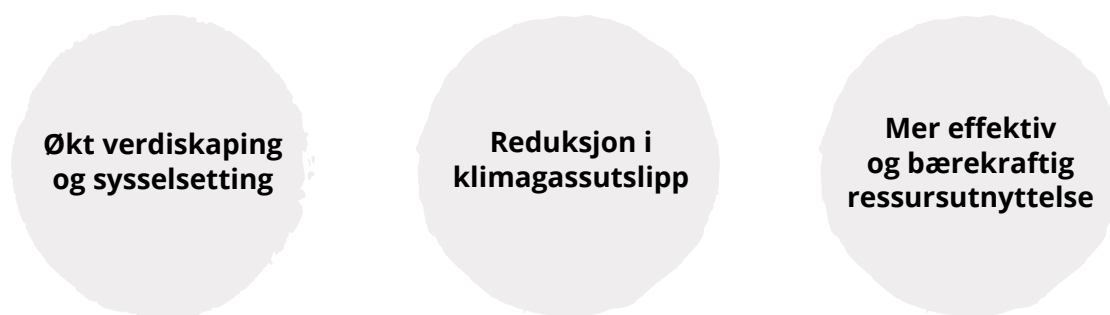 Økt verdiskaping
og sysselsetting
Reduksjon i
klimagassutslipp
Mer effektiv
og bærekraftig
ressursutnyttelse